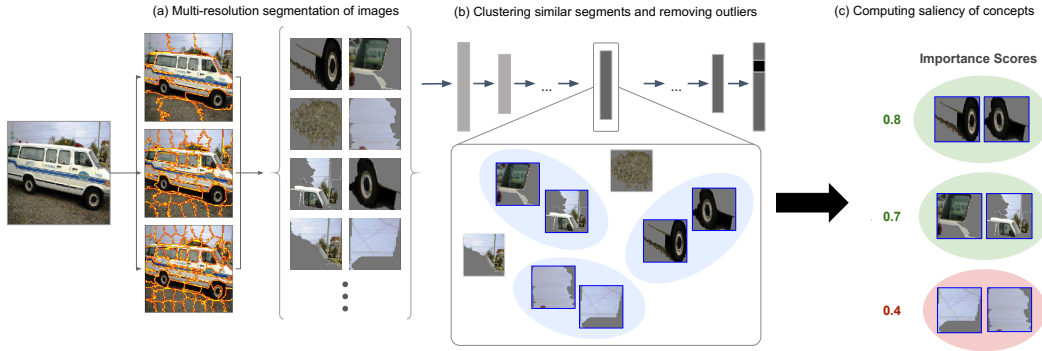 (a) Multi-resolution segmentation of images
(b) Clustering similar segments and removing outliers
(c) Computing saliency of concepts
... ...
Importance Scores
0.8
0.7
0.4